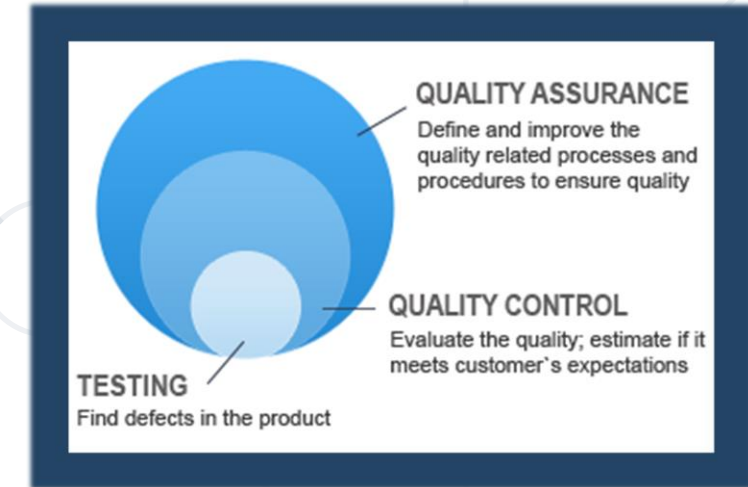 QUALITY ASSURANCE
Define and improve the
quality related processes and
procedures to ensure quality
QUALITY CONTROL
Evaluate the quality; estimate if it
meets customer`s expectations
TESTING
Find defects in the product